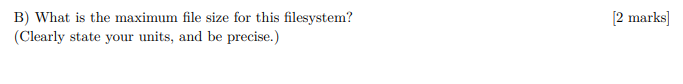 B) What is the maximum file size for this filesystem? [2 marks]
(Clearly state your units, and be precise.)